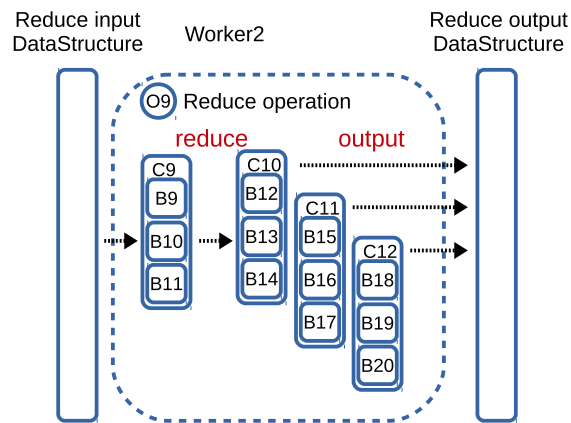 Reduce input
DataStructure
Worker2
Reduce output
DataStructure
O9 Reduce operation
reduce
output
C9
B9
B10
B11
C10
B12
B13
B14
C11
B15
B16
B17
C12
B18
B19
B20